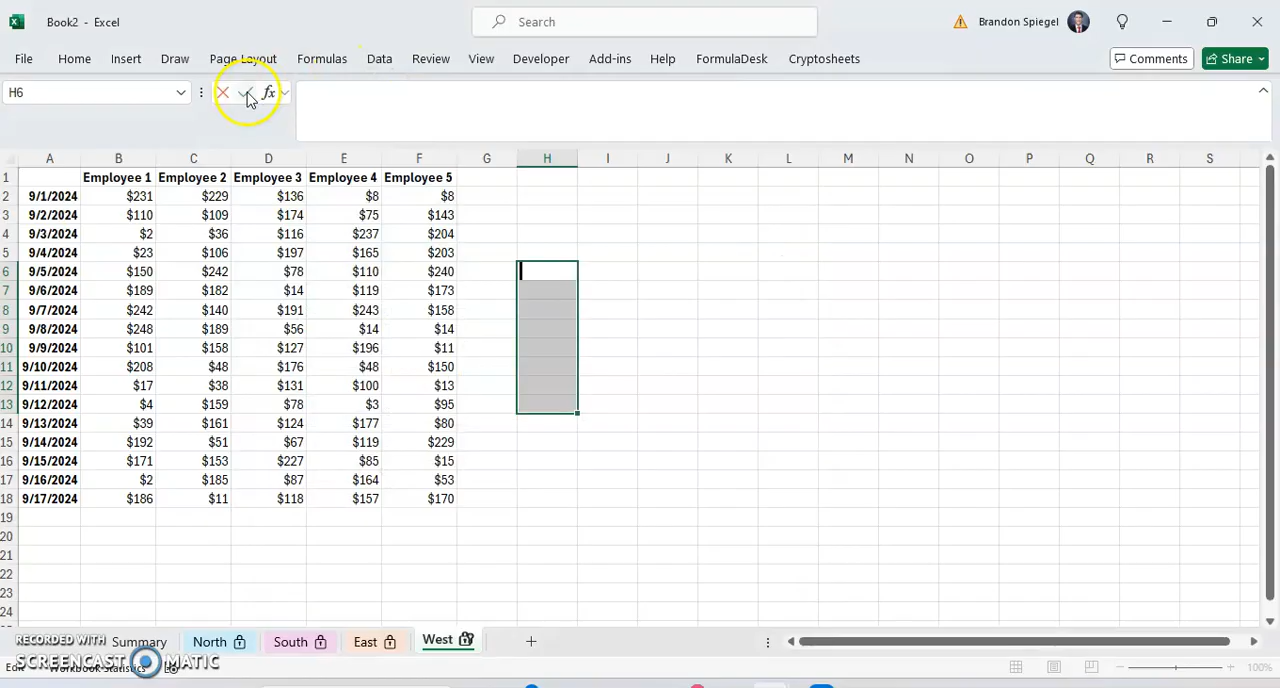 Book2 - Excel
Search
Brandon Spiegel
File Home Insert Draw Page Layout Formulas Data Review View Developer Add-ins Help FormulaDesk Cryptosheets Comments Share
H6 fx
A B C D E F G H I J K L M N O P Q R S
1 Employee 1 Employee 2 Employee 3 Employee 4 Employee 5
2 9/1/2024 $231 $229 $136 $8 $8
3 9/2/2024 $110 $109 $174 $75 $143
4 9/3/2024 $2 $36 $116 $237 $204
5 9/4/2024 $23 $106 $197 $165 $203
6 9/5/2024 $150 $242 $78 $110 $240
7 9/6/2024 $189 $182 $14 $119 $173
8 9/7/2024 $242 $140 $191 $243 $158
9 9/8/2024 $248 $189 $56 $14 $14
10 9/9/2024 $101 $158 $127 $196 $11
11 9/10/2024 $208 $48 $176 $48 $150
12 9/11/2024 $17 $38 $131 $100 $13
13 9/12/2024 $4 $159 $78 $3 $95
14 9/13/2024 $39 $161 $124 $177 $80
15 9/14/2024 $192 $51 $67 $119 $229
16 9/15/2024 $171 $153 $227 $85 $15
17 9/16/2024 $2 $185 $87 $164 $53
18 9/17/2024 $186 $11 $118 $157 $170
19
20
21
22
23
24
RECORDED WITH Summary North South East West
SCREENCAST MATIC
Edit Workbook Statistics 100%